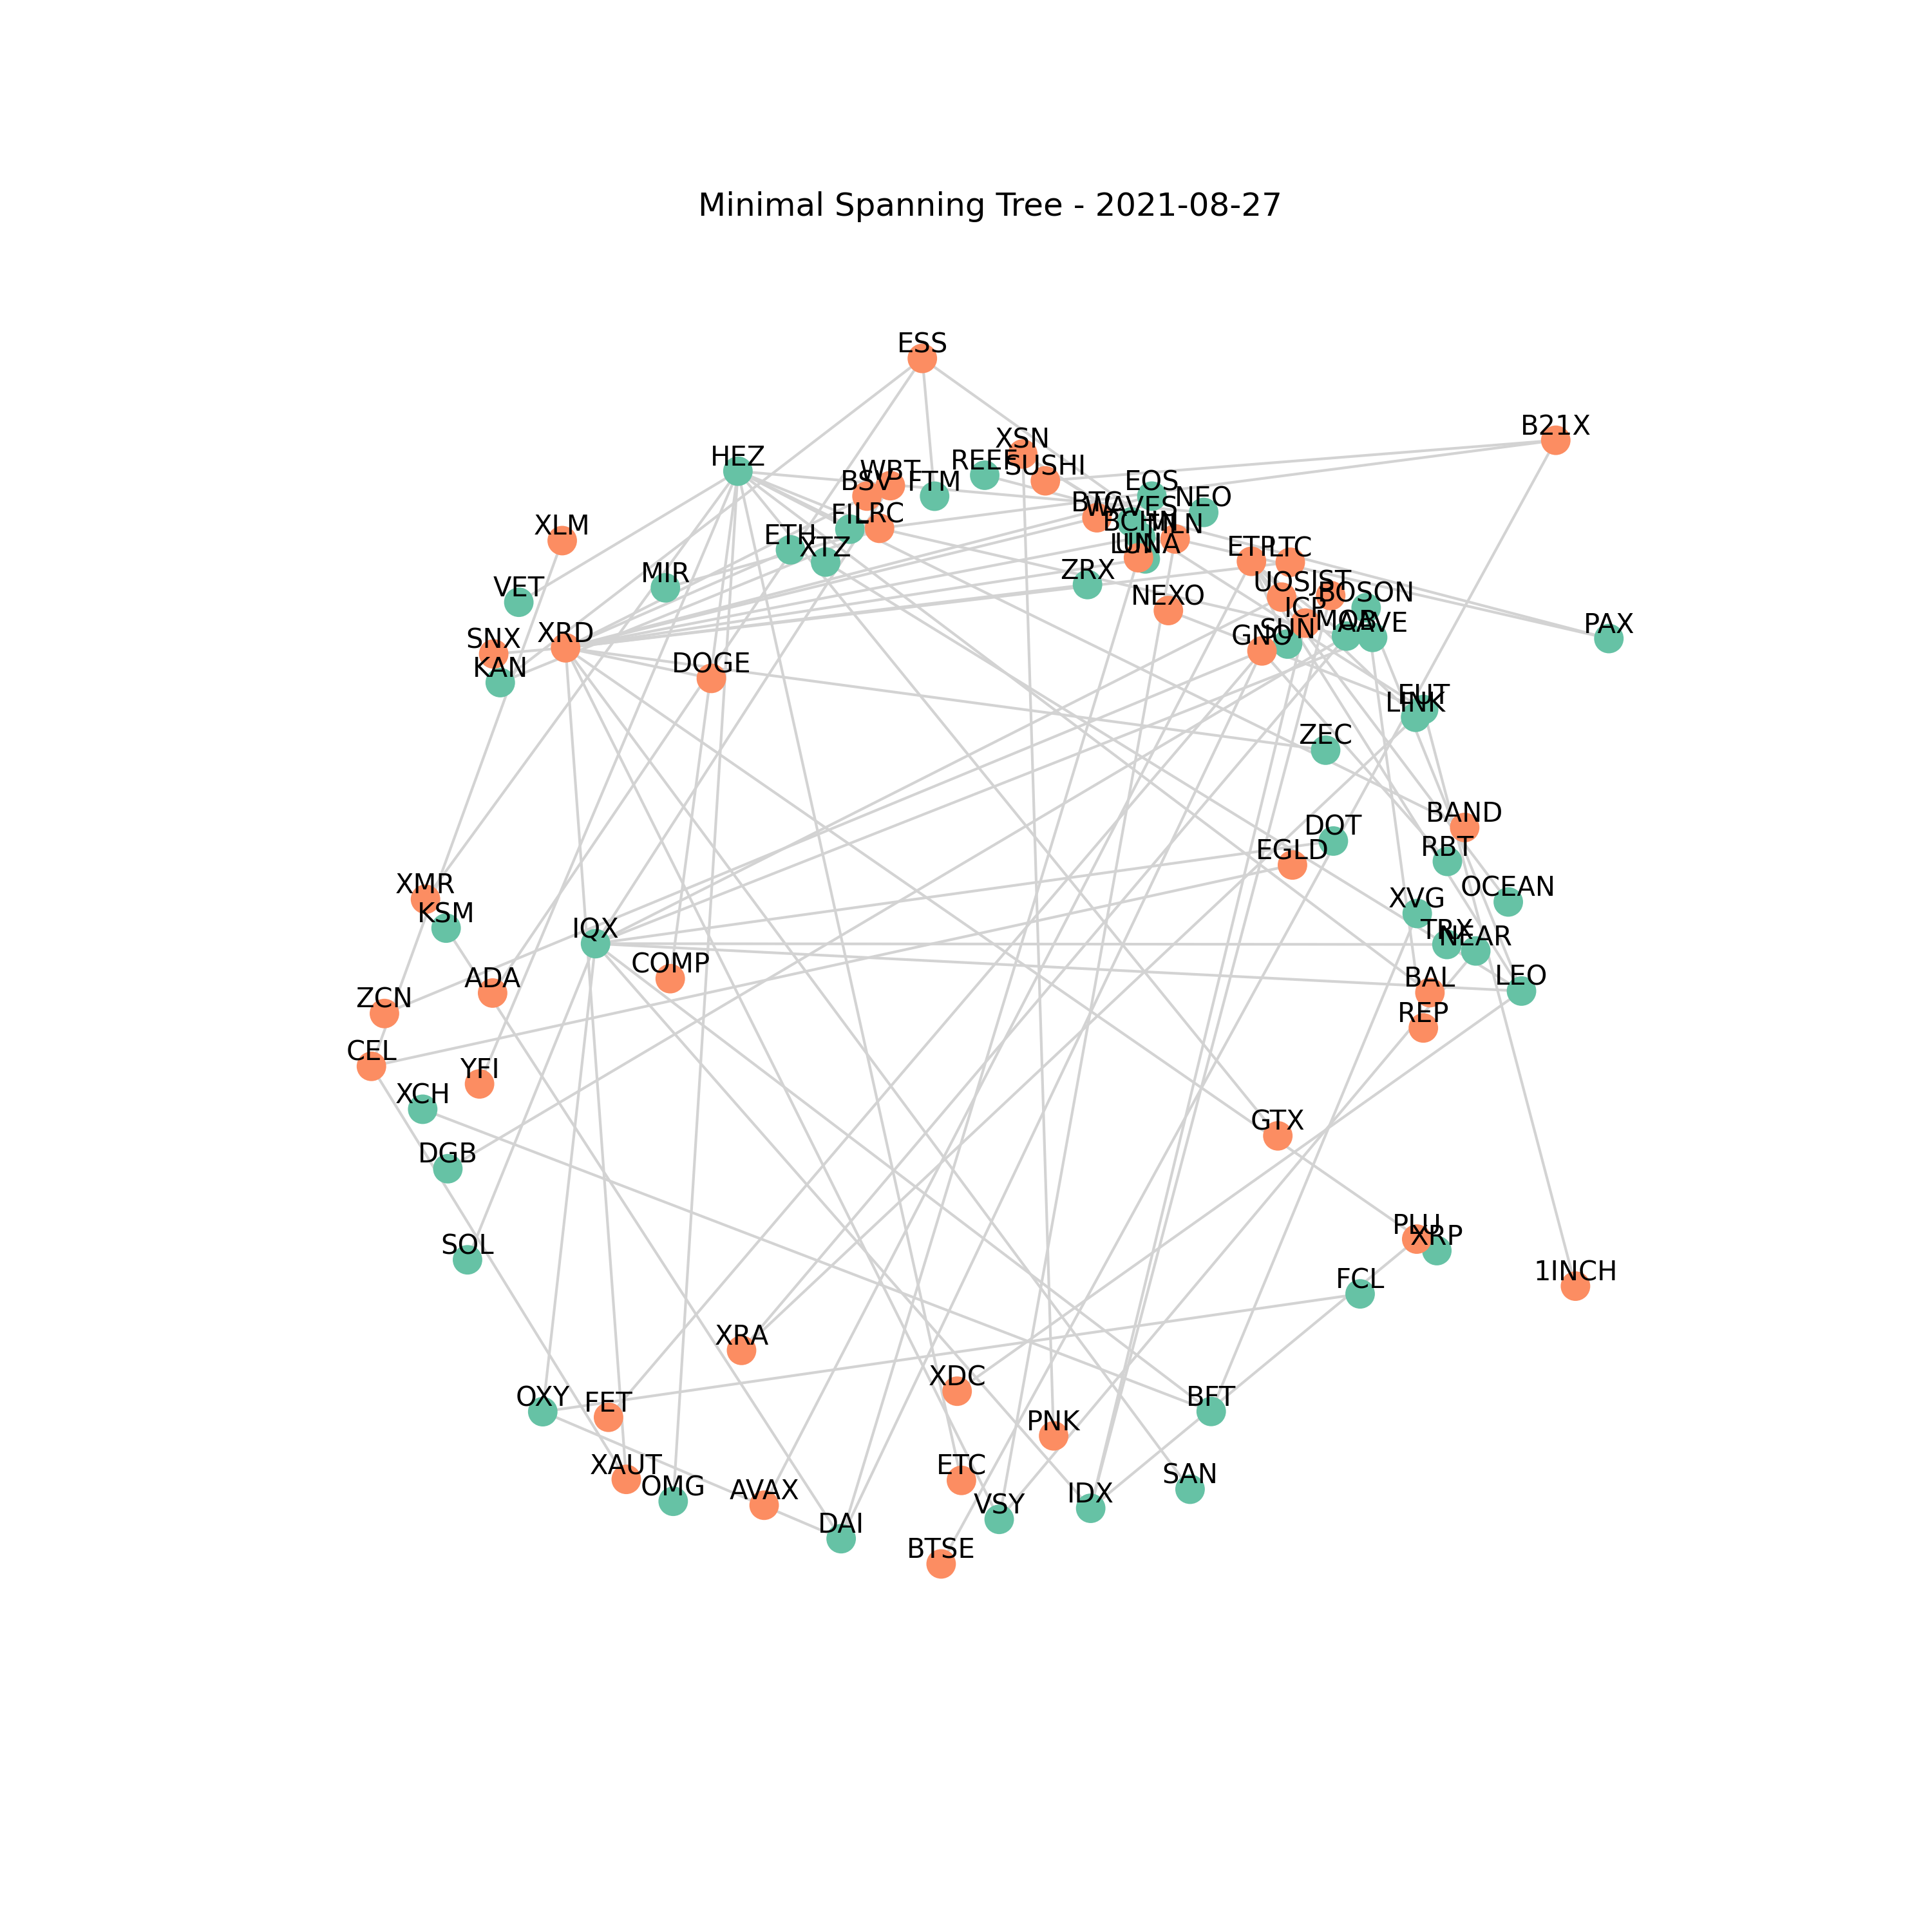 Minimal Spanning Tree - 2021-08-27
ESS
B21X
XSN
HEZ
REEF
SUSHI
WBT
BSV
FTM
EOS
NEO
BTC
WAVES
FIL
LRC
BCHN
MLN
XLM
ETH
XTZ
UNI
LUNA
ETP
LTC
MIR
ZRX
VET
NEXO
UOS
JST
BOSON
ICP
SNX
XRD
GNO
SUN
MOB
AAVE
PAX
KAN
DOGE
LINK
ZEC
BAND
DOT
RBT
EGLD
XMR
KSM
OCEAN
XVG
IQX
TRX
NEAR
COMP
ADA
ZCN
BAL
LEO
REP
CEL
YFI
XCH
GTX
DGB
PLU
XRP
SOL
FCL
1INCH
XRA
XDC
OXY
FET
PNK
BFT
XAUT
OMG
AVAX
ETC
VSY
IDX
SAN
DAI
BTSE